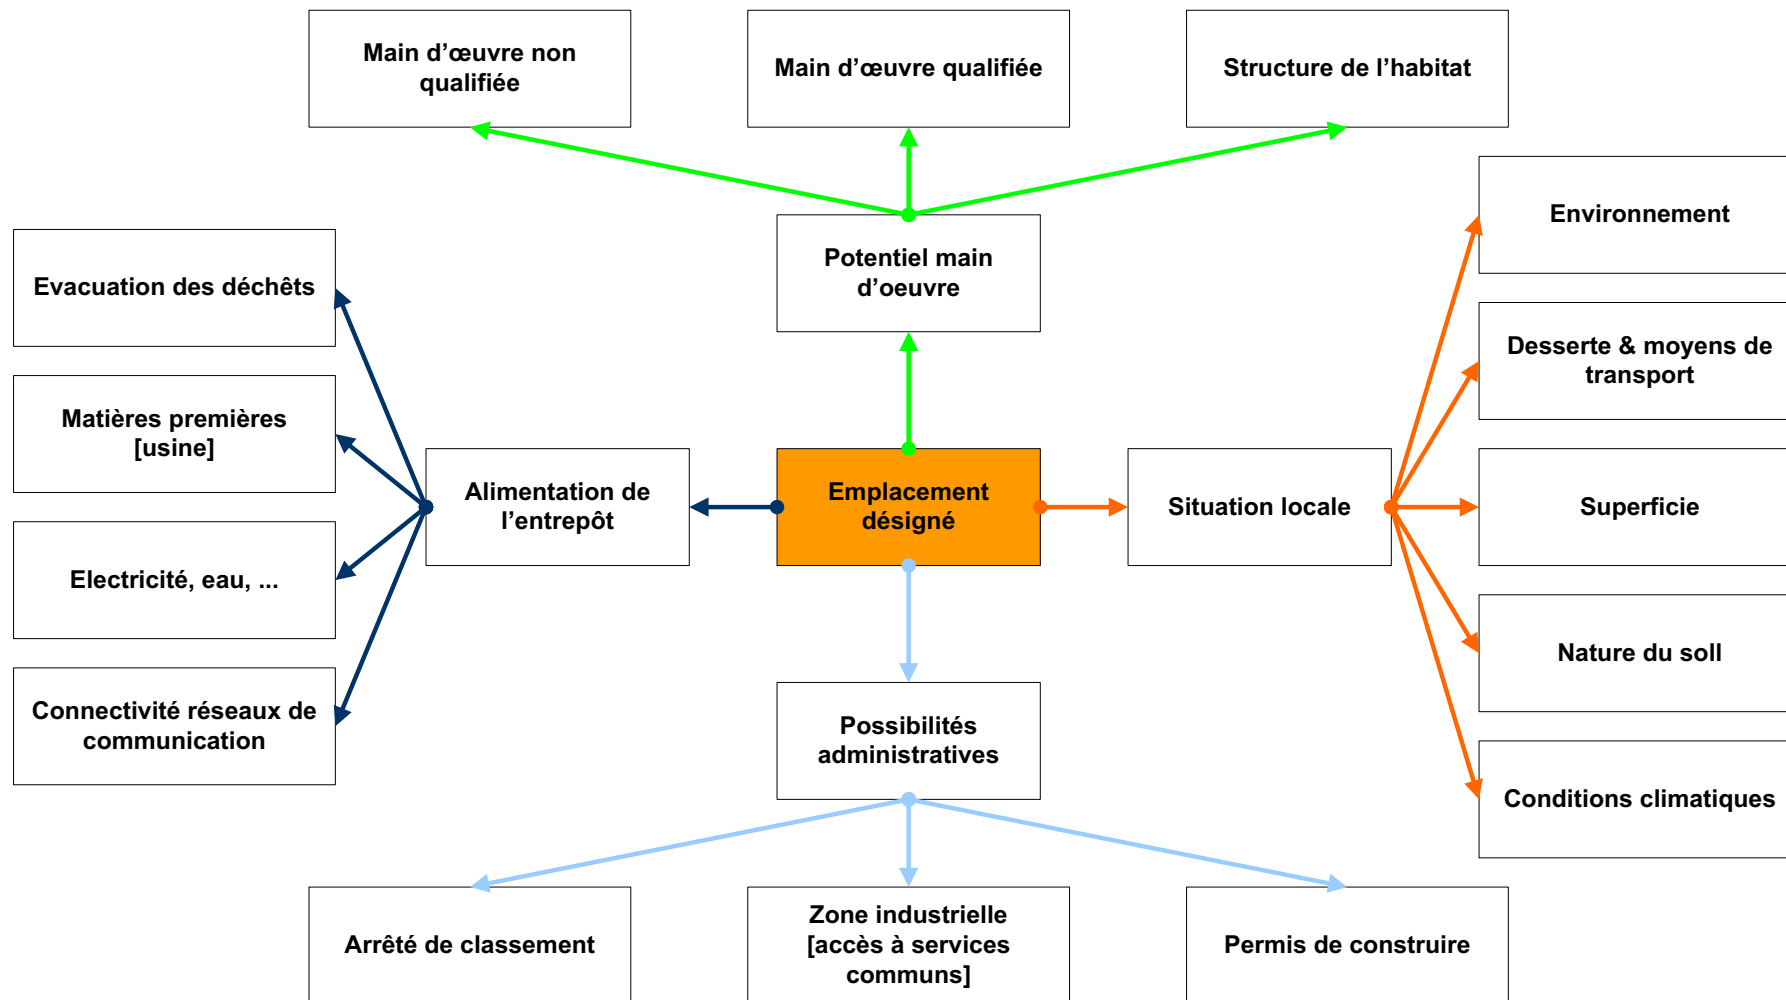 Main d’œuvre non
qualifiée
Main d’œuvre qualifiée
Structure de l’habitat
Environnement
Potentiel main
d’oeuvre
Evacuation des déchêts
Desserte & moyens de
transport
Matières premières
[usine]
Alimentation de
l’entrepôt
Emplacement
désigné
Situation locale
Superficie
Electricité, eau, ...
Nature du soll
Connectivité réseaux de
communication
Possibilités
administratives
Conditions climatiques
Arrêté de classement
Zone industrielle
[accès à services
communs]
Permis de construire